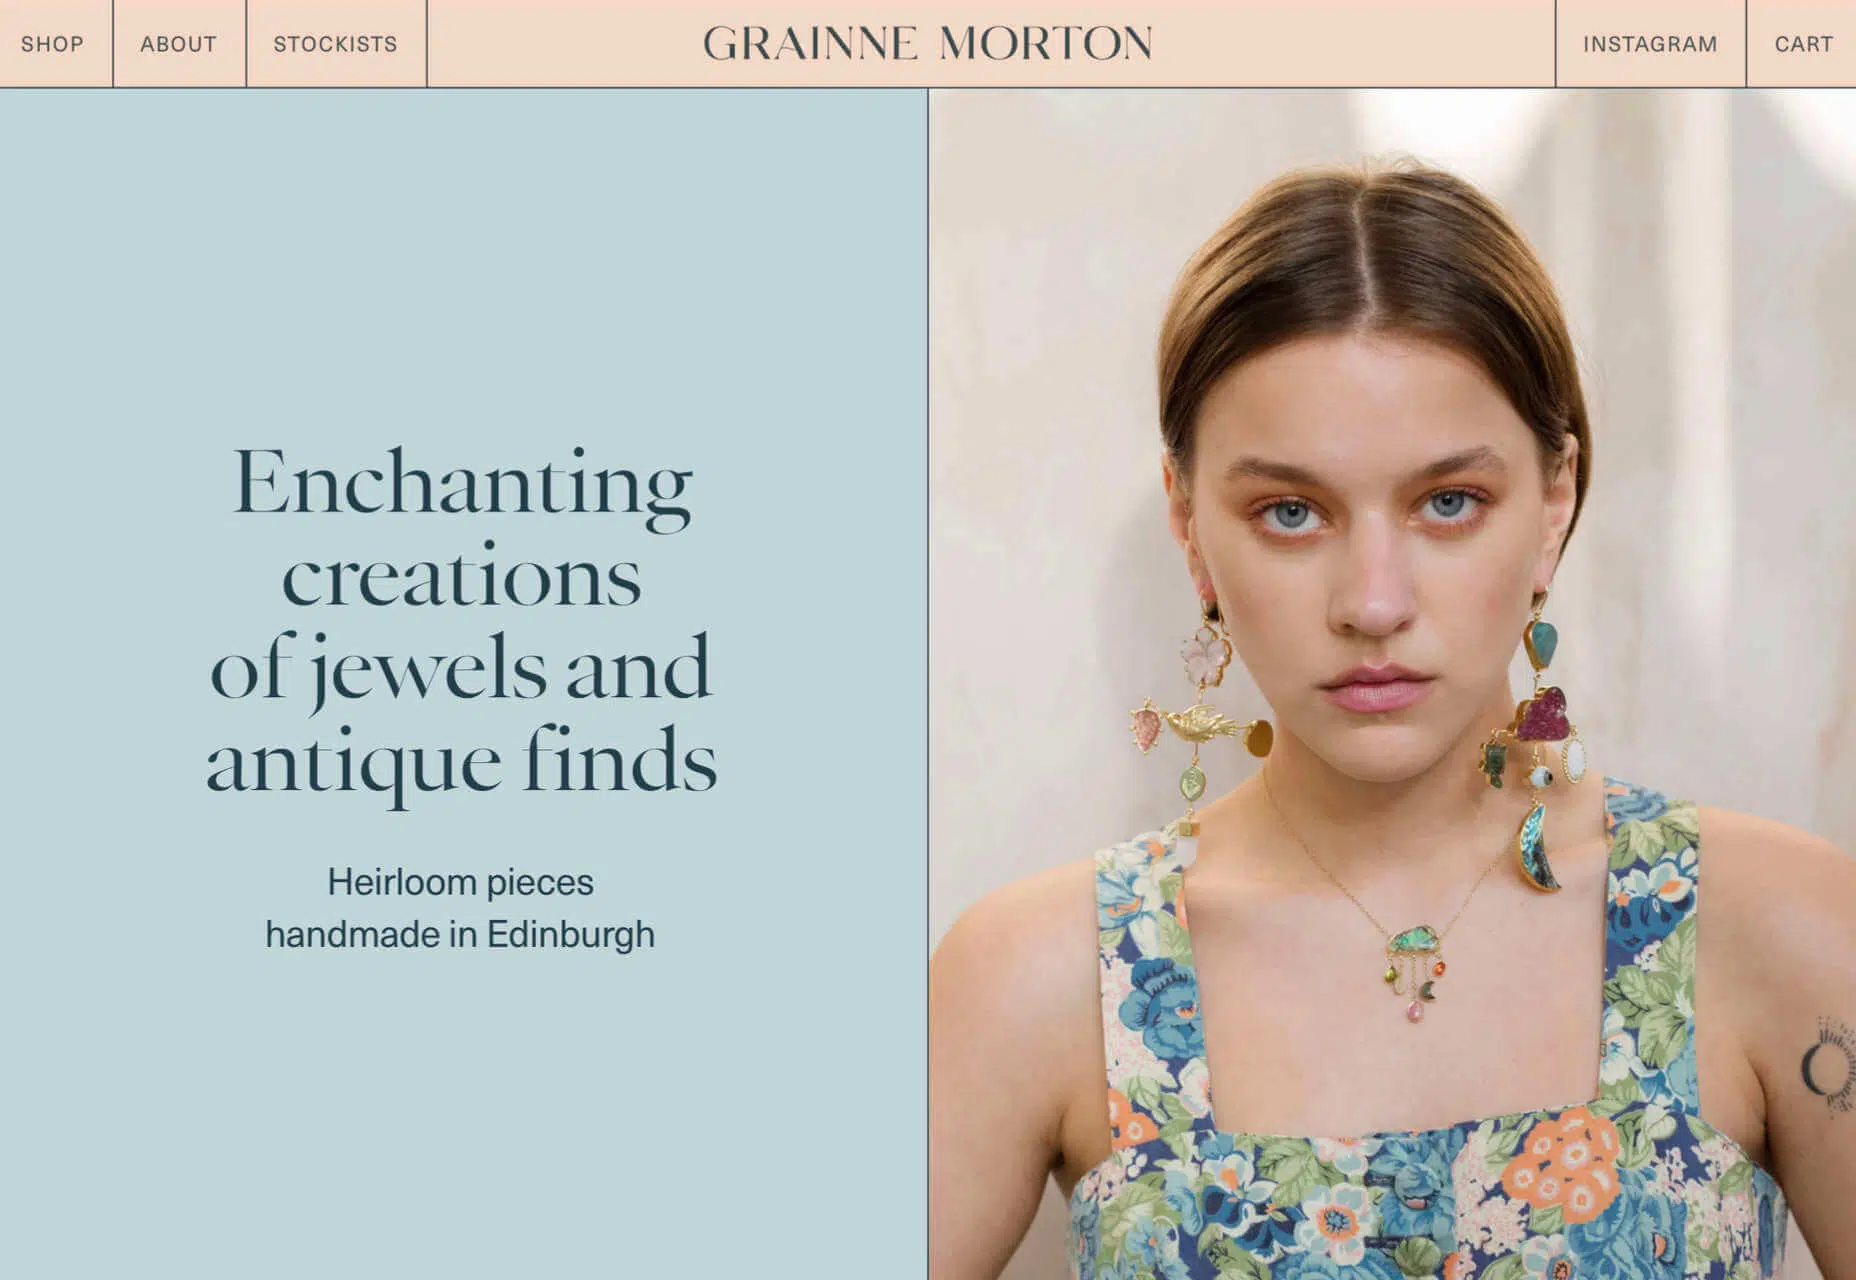 SHOP
ABOUT
STOCKISTS
GRAINNE MORTON
INSTAGRAM
CART
Enchanting
creations
of jewels and
antique finds
Heirloom pieces
handmade in Edinburgh